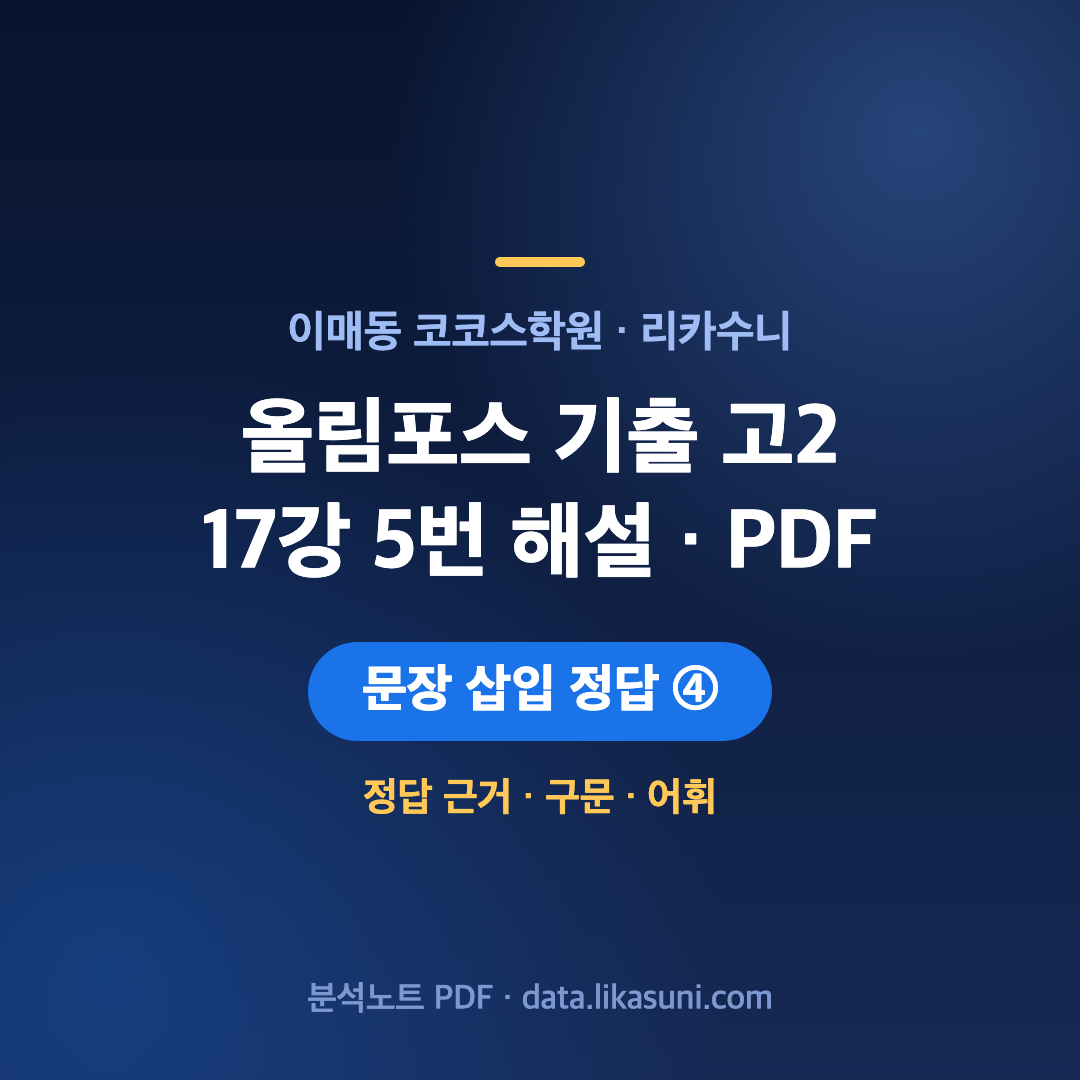 이매동 코코스학원 · 리카수니
올림포스 기출 고2
17강 5번 해설 · PDF
문장 삽입 정답 ④
정답 근거 · 구문 · 어휘
분석노트 PDF · data.likasuni.com